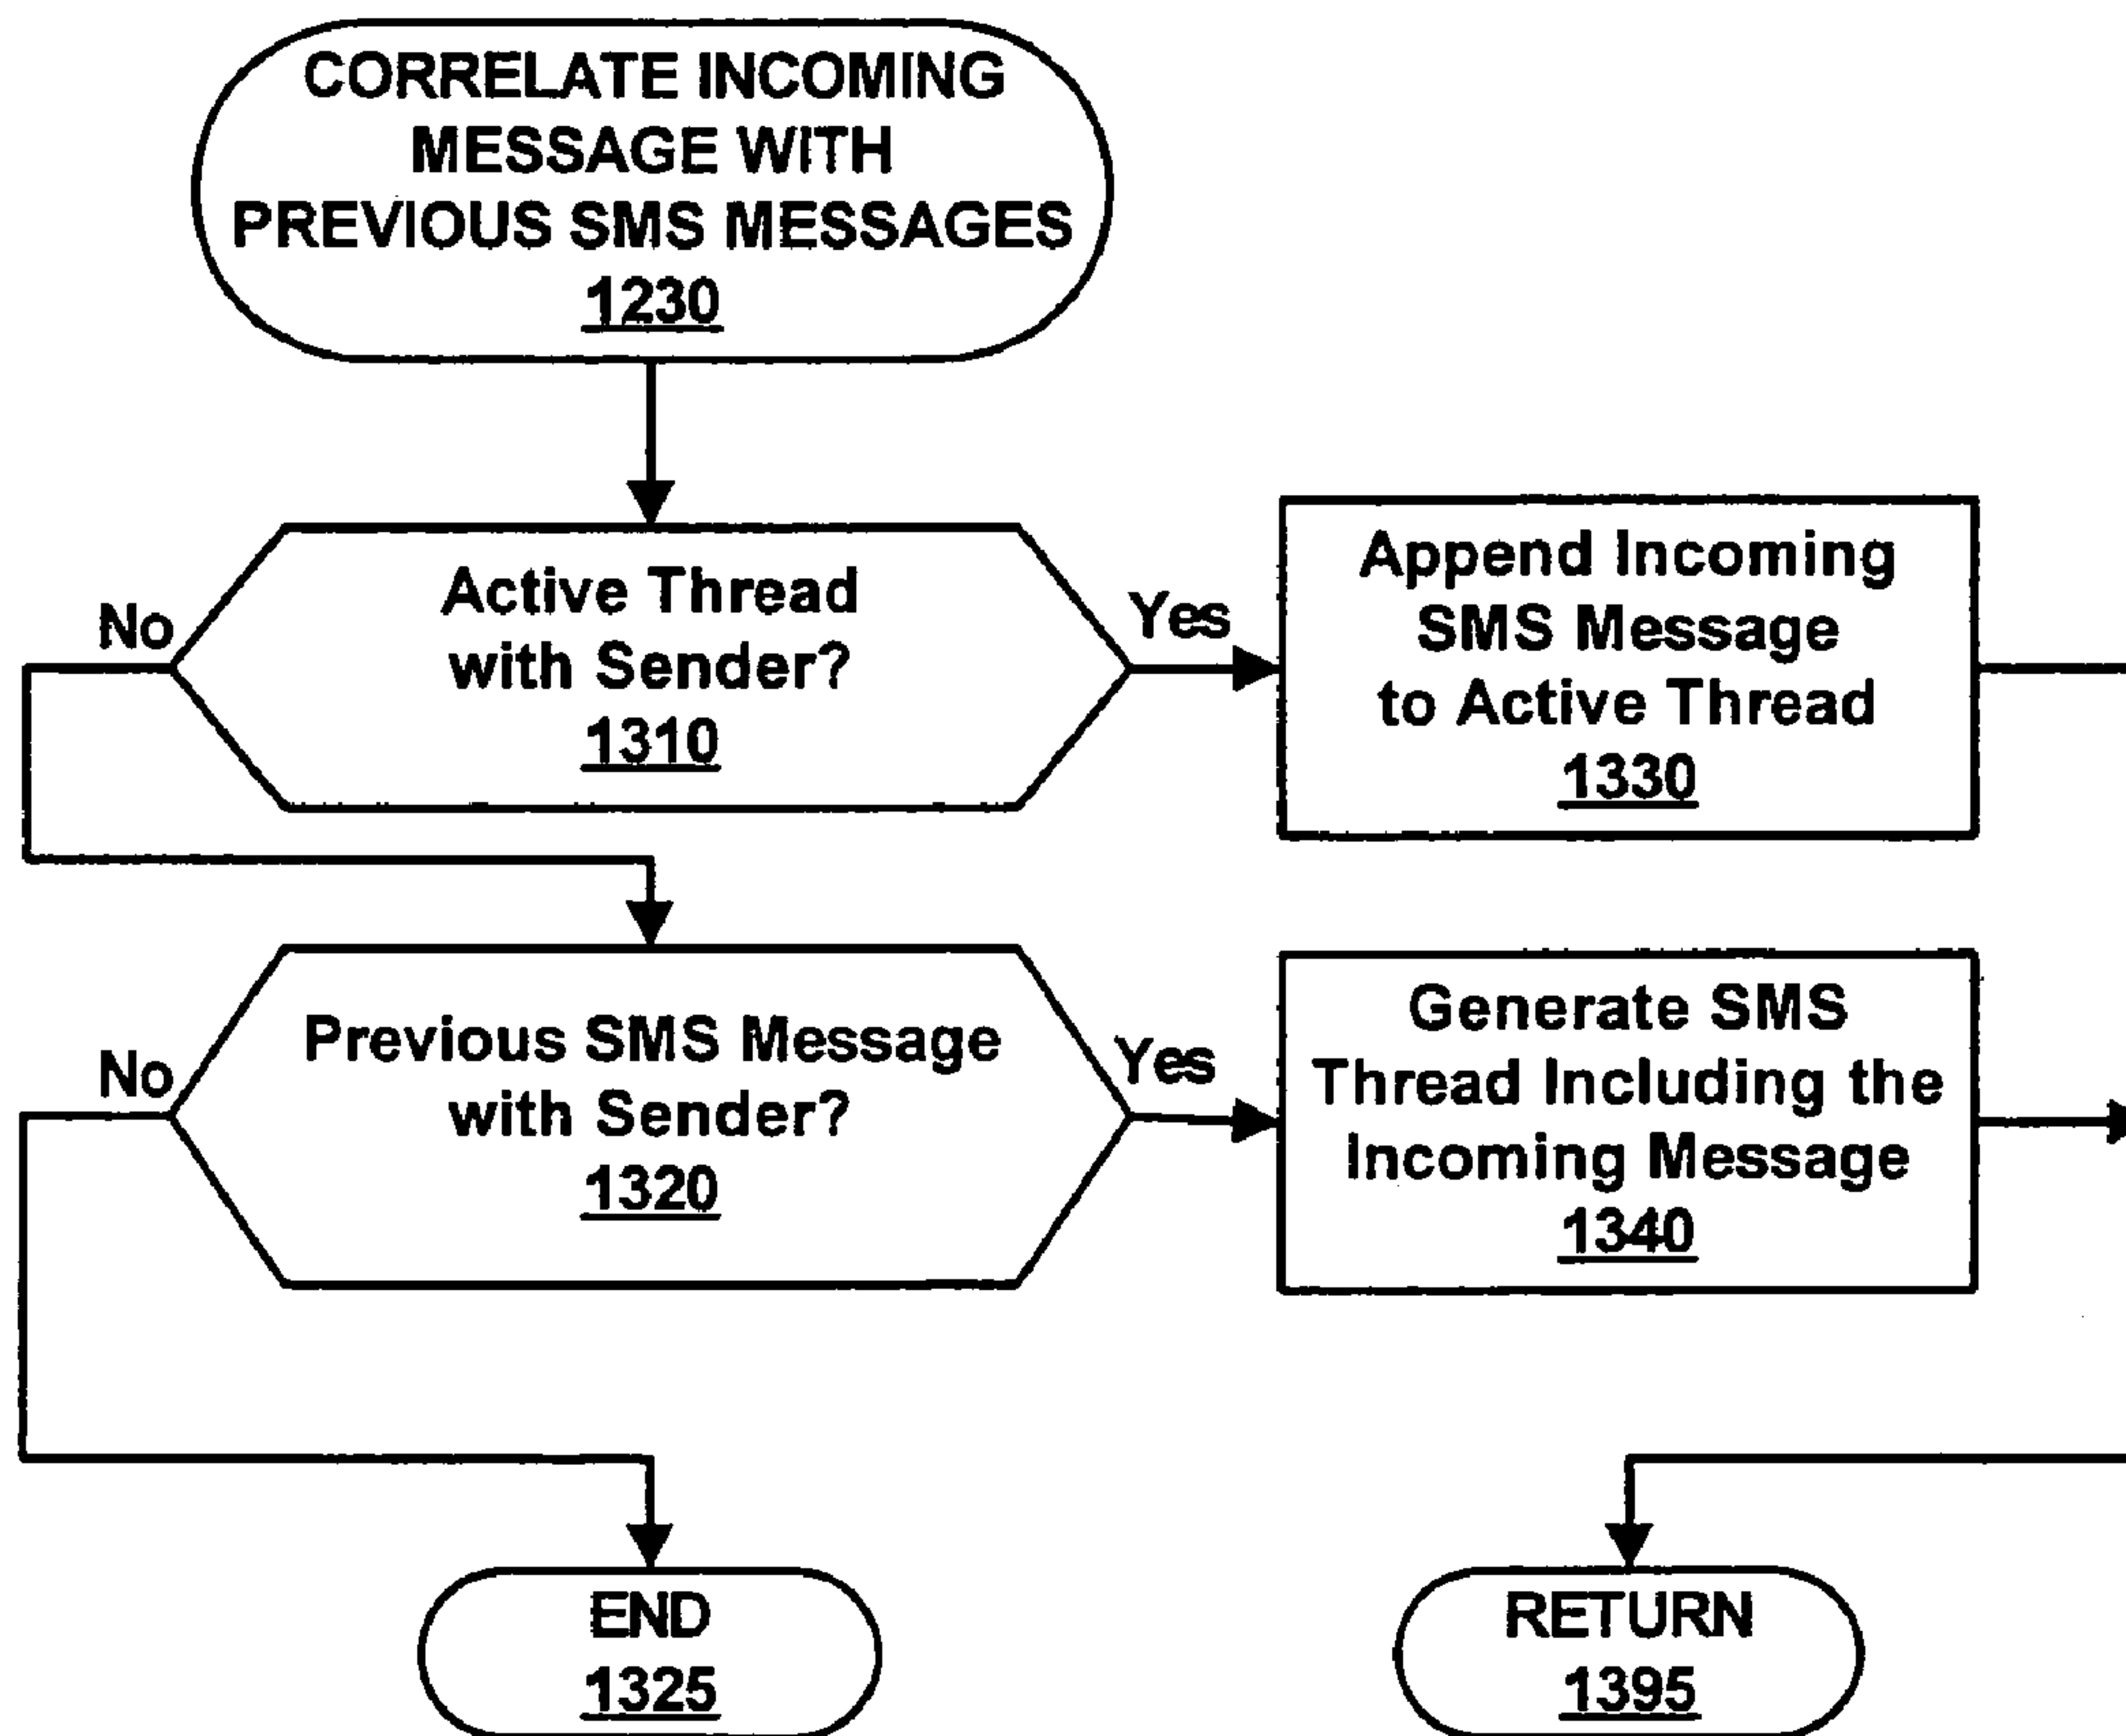 CORRELATE INCOMING
MESSAGE WITH
PREVIOUS SMS MESSAGES
1230
Active Thread
with Sender?
1310
No
Yes
Append Incoming
SMS Message
to Active Thread
1330
Previous SMS Message
with Sender?
1320
No
Yes
Generate SMS
Thread Including the
Incoming Message
1340
END
1325
RETURN
1395